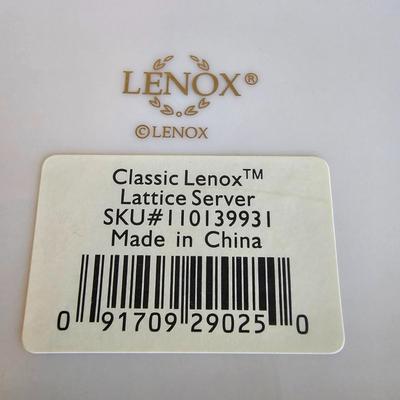 LENOX®
©LENOX
Classic Lenox™
Lattice Server
SKU#110139931
Made in China
0 91709 29025 0